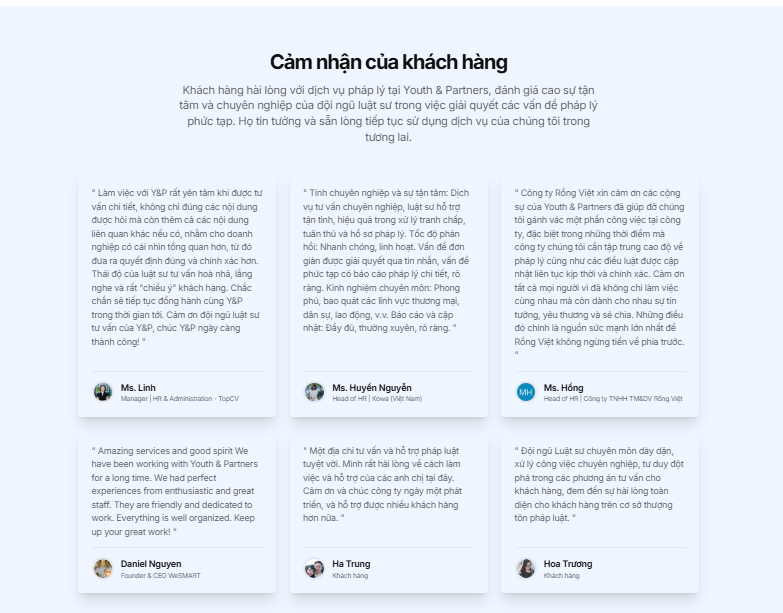 Cảm nhận của khách hàng
Khách hàng hài lòng với dịch vụ pháp lý tại Youth & Partners, đánh giá cao sự tận
tâm và chuyên nghiệp của đội ngũ luật sư trong việc giải quyết các vấn đề pháp lý
phức tạp. Họ tin tưởng và sẵn lòng tiếp tục sử dụng dịch vụ của chúng tôi trong
tương lai.
" Làm việc với Y&P rất yên tâm khi được tư
vấn chi tiết, không chỉ đúng các nội dung
được hỏi mà còn thêm cả các nội dung
liên quan khác nếu có, nhằm cho doanh
nghiệp có cái nhìn tổng quan hơn, từ đó
đưa ra quyết định đúng và chính xác hơn.
Thái độ của luật sư tư vấn hoà nhã, lắng
nghe và rất "chiều ý" khách hàng. Chắc
chắn sẽ tiếp tục đồng hành cùng Y&P
trong thời gian tới. Cảm ơn đội ngũ luật sư
tư vấn của Y&P, chúc Y&P ngày càng
thành công! "
Ms. Linh
Manager | HR & Administration - TopCV
" Tính chuyên nghiệp và sự tận tâm: Dịch
vụ tư vấn chuyên nghiệp, luật sư hỗ trợ
tận tình, hiệu quả trong xử lý tranh chấp,
tuân thủ và hồ sơ pháp lý. Tốc độ phản
hồi: Nhanh chóng, linh hoạt. Vấn đề đơn
giản được giải quyết qua tin nhắn, vấn đề
phức tạp có báo cáo pháp lý chi tiết, rõ
ràng. Kinh nghiệm chuyên môn: Phong
phú, bao quát các lĩnh vực thương mại,
dân sự, lao động, v.v. Báo cáo và cập
nhật: Đầy đủ, thường xuyên, rõ ràng. "
Ms. Huyền Nguyễn
Head of HR | Kowa (Việt Nam)
" Công ty Rồng Việt xin cảm ơn các cộng
sự của Youth & Partners đã giúp đỡ chúng
tôi gánh vác một phần công việc tại công
ty, đặc biệt trong những thời điểm mà
công ty chúng tôi cần tập trung cao độ về
pháp lý cũng như các điều luật được cập
nhật liên tục kịp thời và chính xác. Cảm ơn
tất cả mọi người vì đã không chỉ làm việc
cùng nhau mà còn dành cho nhau sự tin
tưởng, yêu thương và sẻ chia. Những điều
đó chính là nguồn sức mạnh lớn nhất để
Rồng Việt không ngừng tiến về phía trước.
"
MH
Ms. Hồng
Head of HR | Công ty TNHH TM&DV Rồng Việt
" Amazing services and good spirit We
have been working with Youth & Partners
for a long time. We had perfect
experiences from enthusiastic and great
staff. They are friendly and dedicated to
work. Everything is well organized. Keep
up your great work! "
Daniel Nguyen
Founder & CEO WeSMART
" Một địa chỉ tư vấn và hỗ trợ pháp luật
tuyệt vời. Mình rất hài lòng về cách làm
việc và hỗ trợ của các anh chị tại đây.
Cảm ơn và chúc công ty ngày một phát
triển, và hỗ trợ được nhiều khách hàng
hơn nữa. "
Ha Trung
Khách hàng
" Đội ngũ Luật sư chuyên môn dày dặn,
xử lý công việc chuyên nghiệp, tư duy đột
phá trong các phương án tư vấn cho
khách hàng, đem đến sự hài lòng toàn
diện cho khách hàng trên cơ sở thượng
tôn pháp luật. "
Hoa Trương
Khách hàng